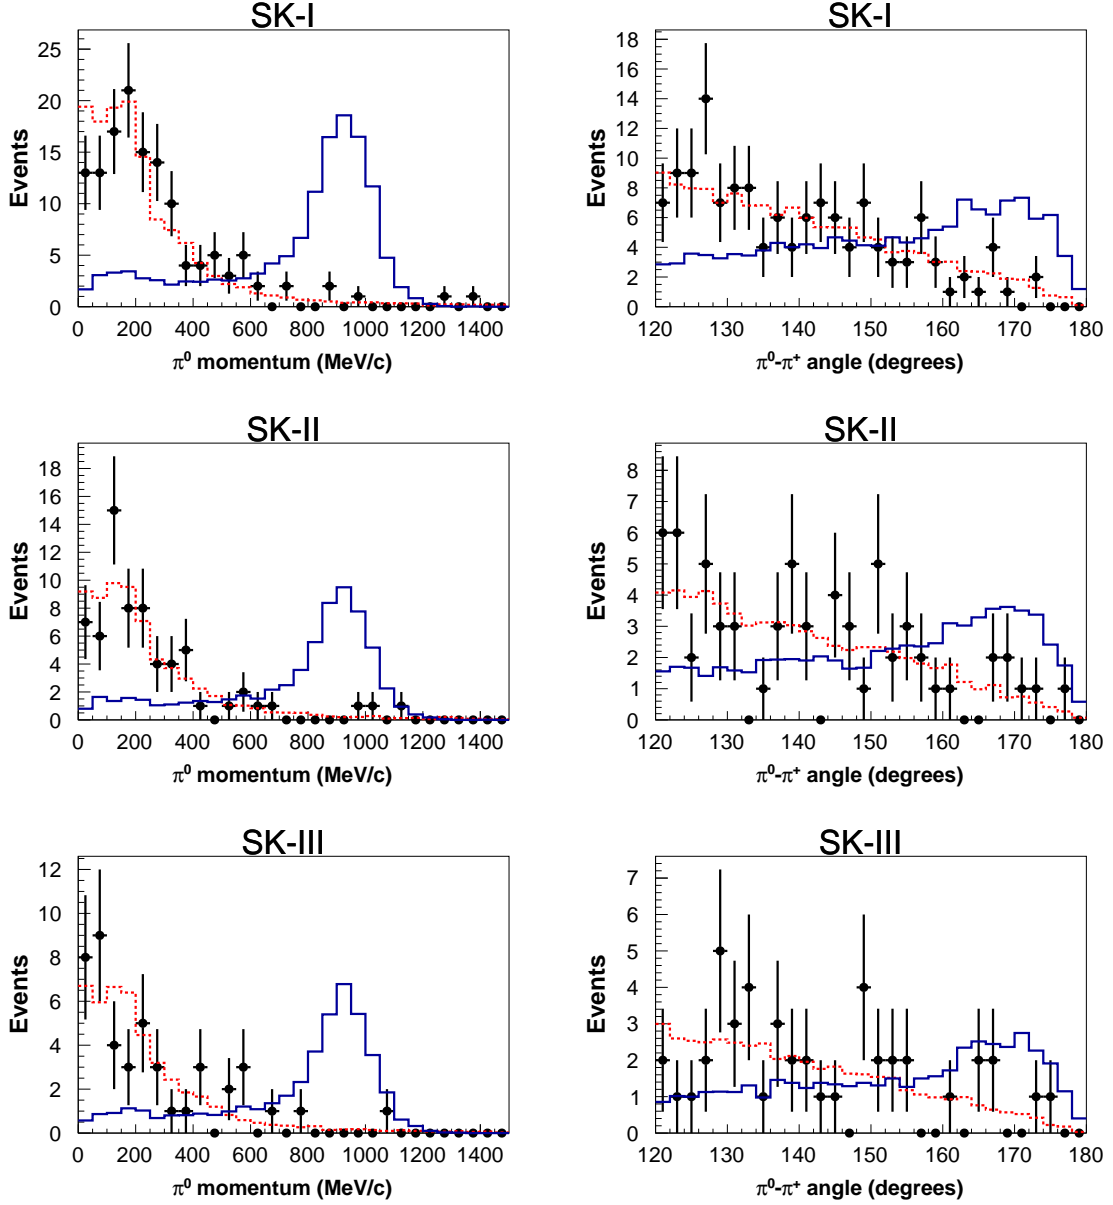 SK-I
SK-I
Events
25
20
15
10
5
0
0 200 400 600 800 1000 1200 1400
π⁰ momentum (MeV/c)
Events
18
16
14
12
10
8
6
4
2
0
120 130 140 150 160 170 180
π⁰-π⁺ angle (degrees)
SK-II
SK-II
Events
18
16
14
12
10
8
6
4
2
0
0 200 400 600 800 1000 1200 1400
π⁰ momentum (MeV/c)
Events
8
7
6
5
4
3
2
1
0
120 130 140 150 160 170 180
π⁰-π⁺ angle (degrees)
SK-III
SK-III
Events
12
10
8
6
4
2
0
0 200 400 600 800 1000 1200 1400
π⁰ momentum (MeV/c)
Events
7
6
5
4
3
2
1
0
120 130 140 150 160 170 180
π⁰-π⁺ angle (degrees)